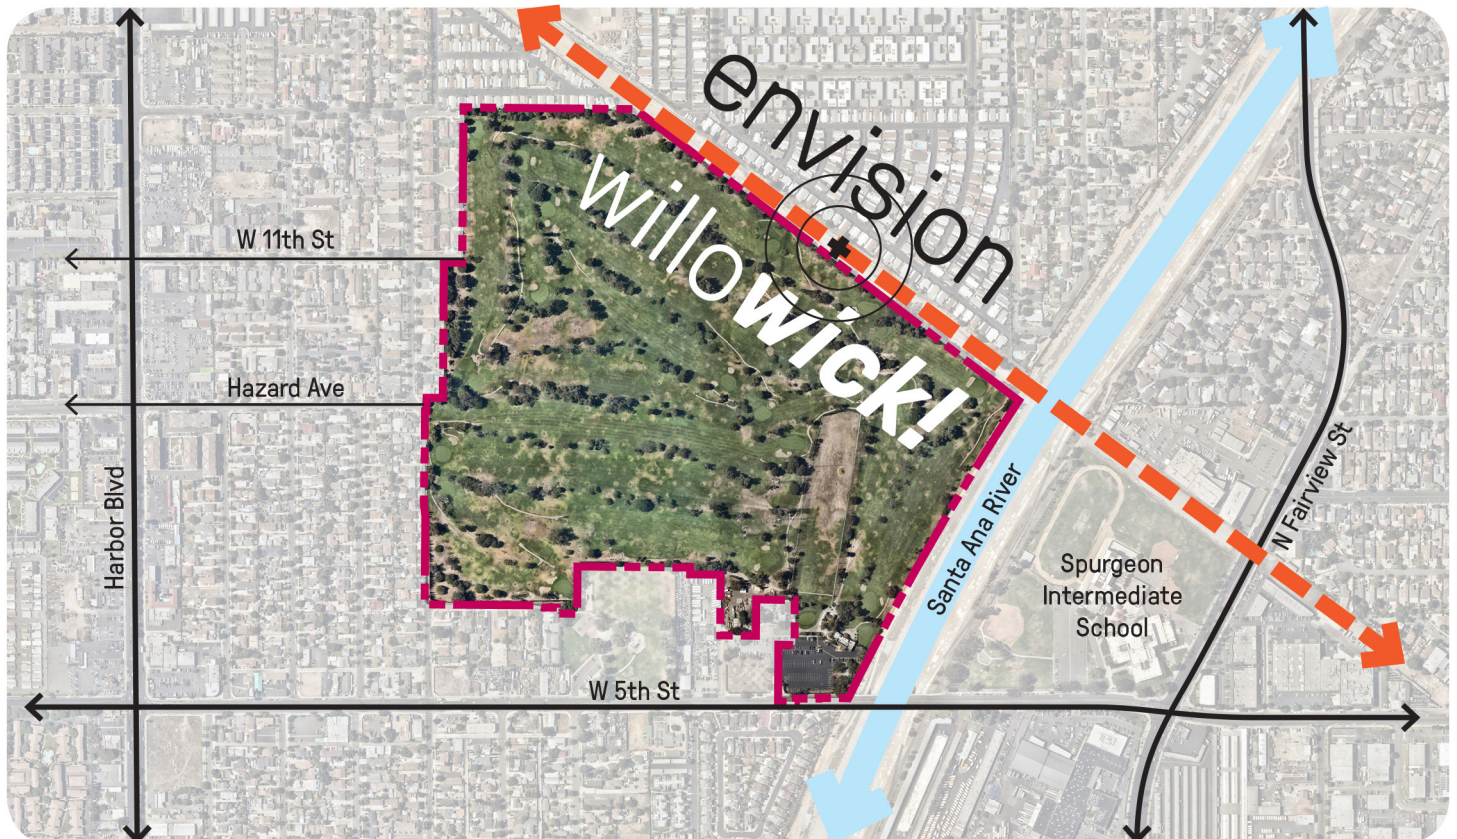 envision
willowick!
W 11th St
Hazard Ave
Harbor Blvd
Santa Ana River
N Fairview St
Spurgeon
Intermediate
School
W 5th St